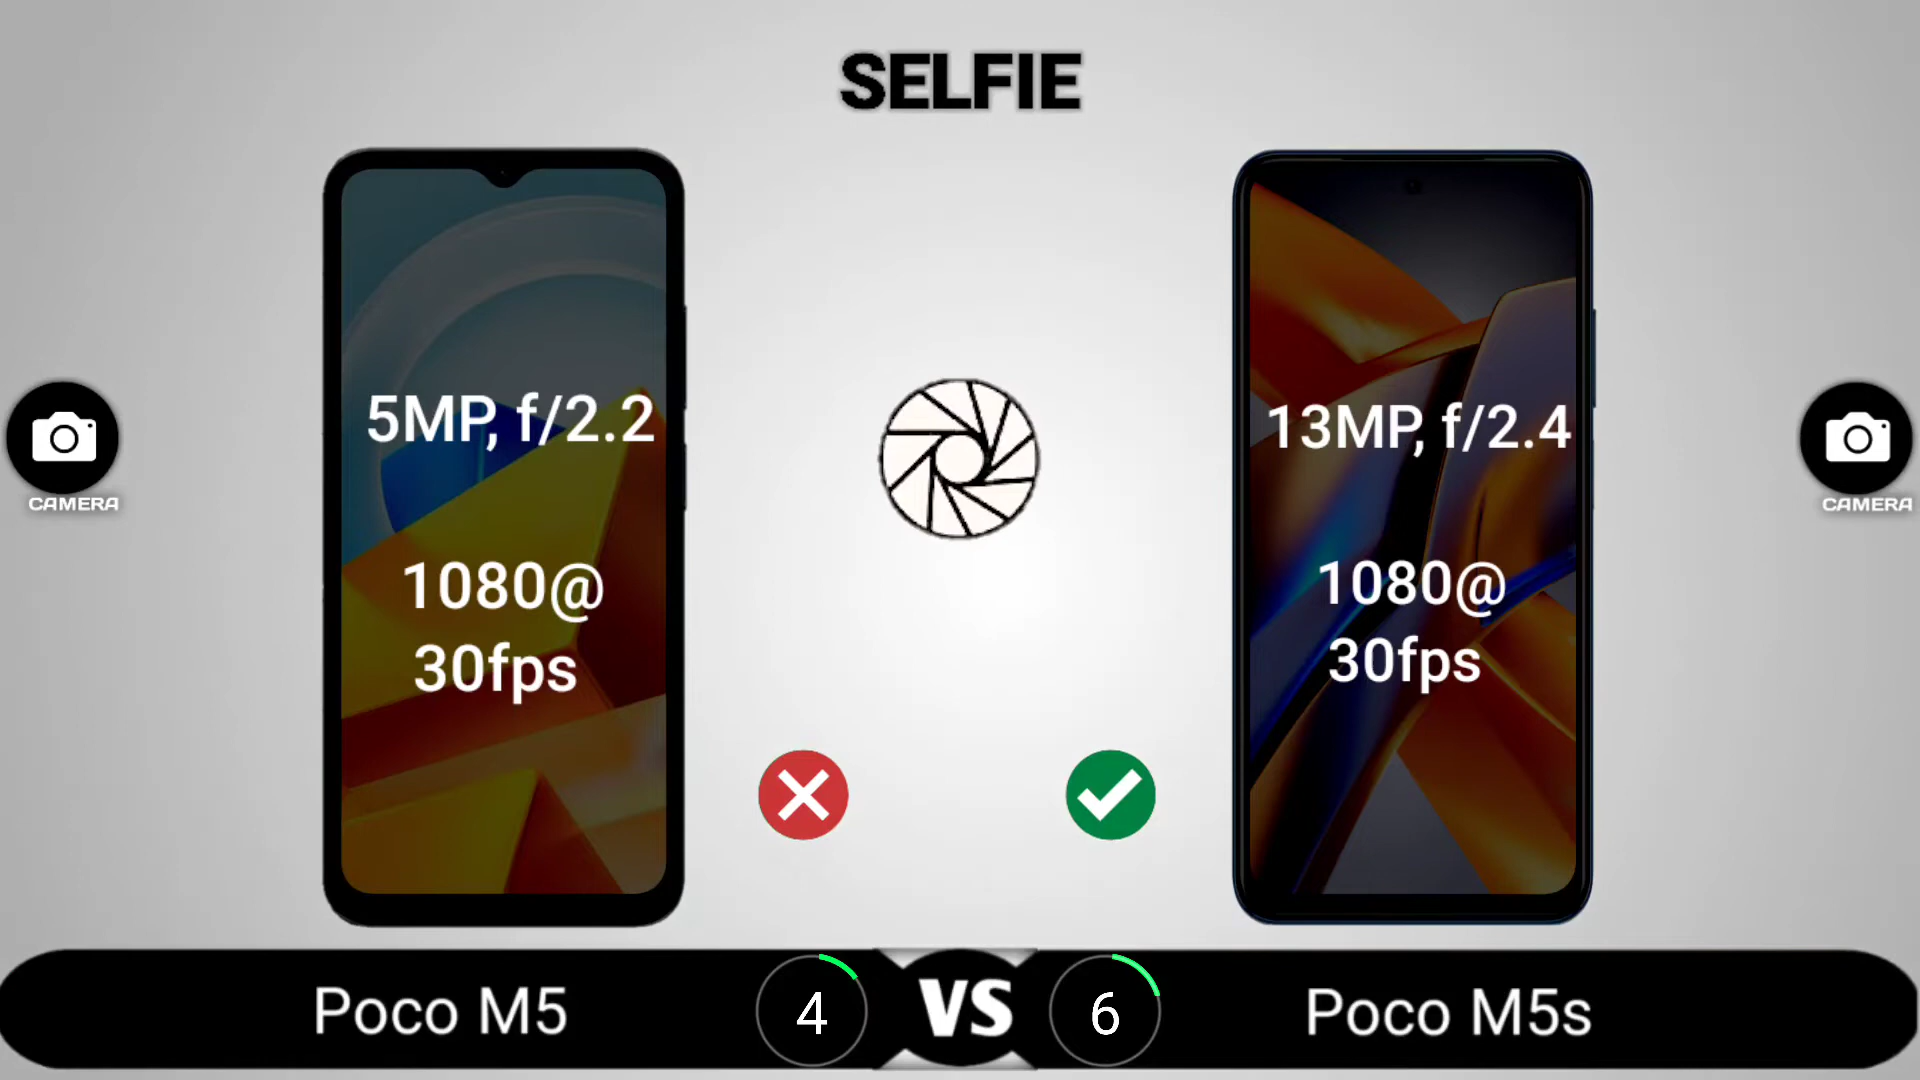 SELFIE
5MP, f/2.2
1080@
30fps
13MP, f/2.4
1080@
30fps
CAMERA
CAMERA
Poco M5
4
VS
6
Poco M5s